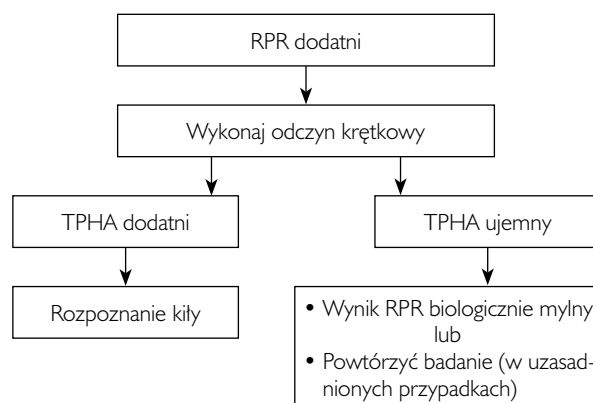 RPR dodatni
Wykonaj odczyn krętkowy
TPHA dodatni
TPHA ujemny
Rozpoznanie kiły
• Wynik RPR biologicznie mylny
lub
• Powtórzyć badanie (w uzasad-
nionych przypadkach)